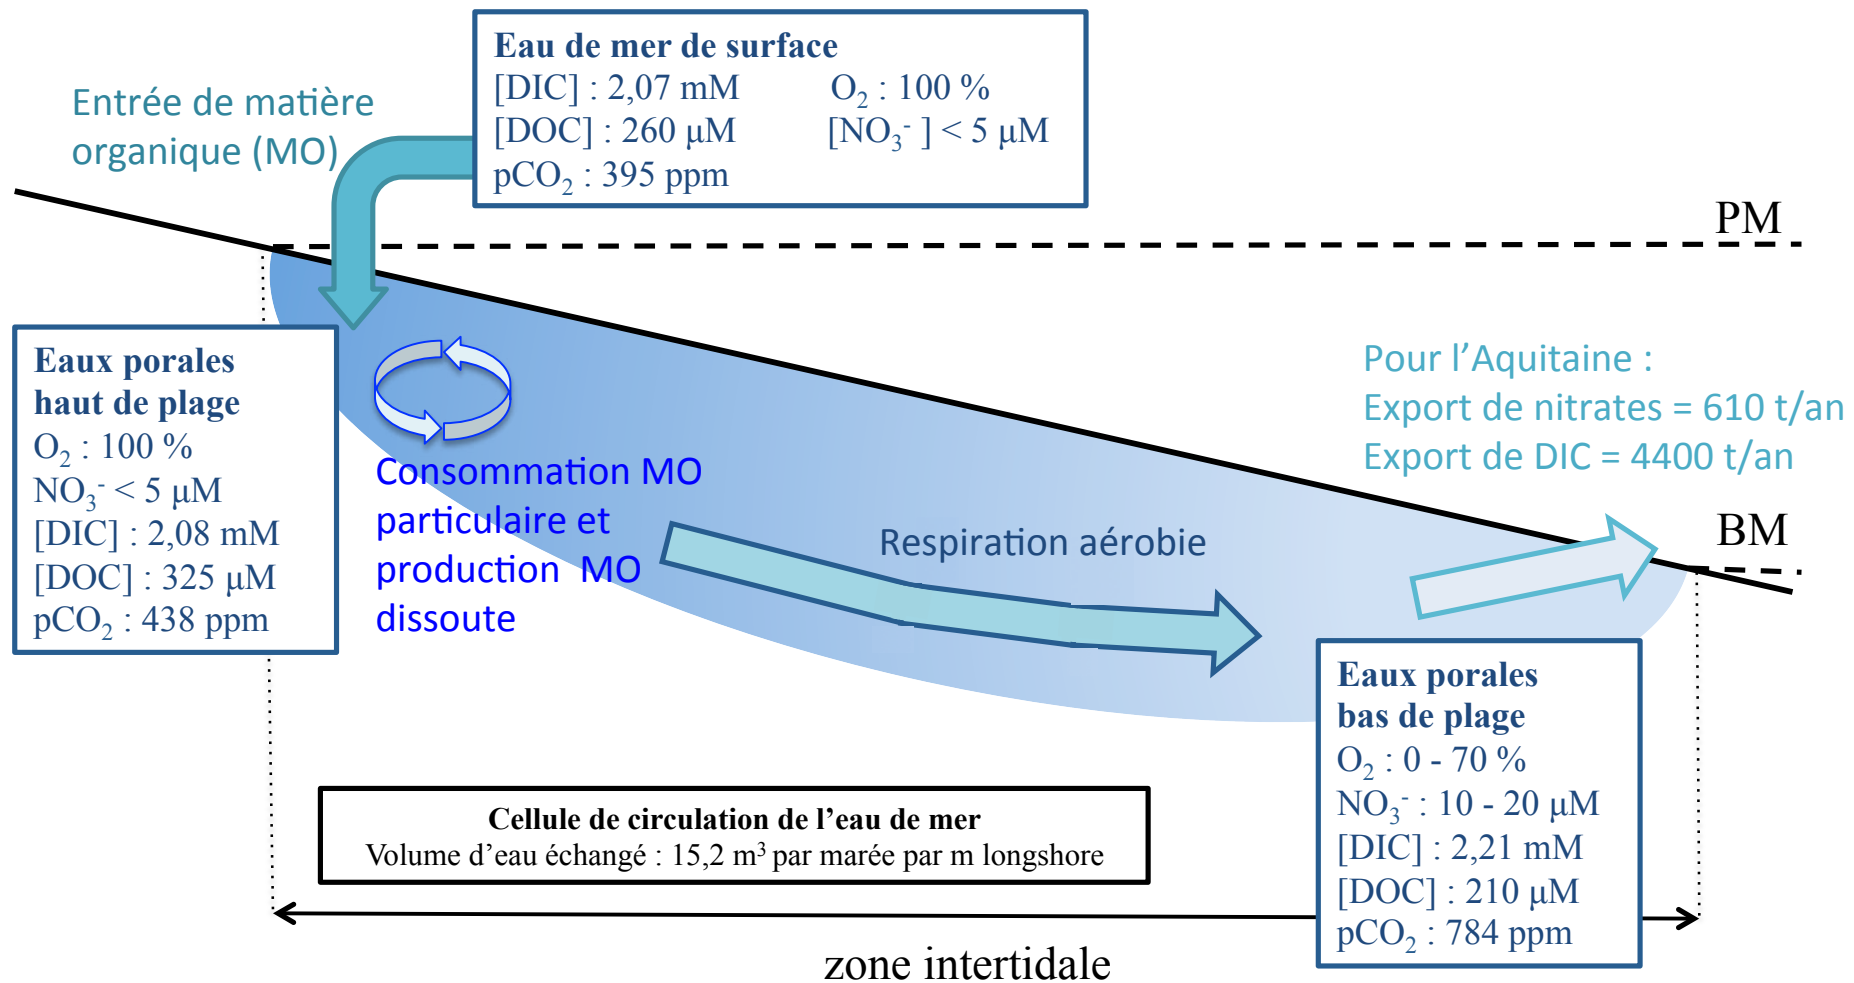 Eau de mer de surface
[DIC] : 2,07 mM O₂ : 100 %
[DOC] : 260 μM [NO₃⁻ ] < 5 μM
pCO₂ : 395 ppm
Entrée de matière
organique (MO)
PM
Eaux porales
haut de plage
O₂ : 100 %
NO₃⁻ < 5 μM
[DIC] : 2,08 mM
[DOC] : 325 μM
pCO₂ : 438 ppm
Consommation MO
particulaire et
production MO
dissoute
Respiration aérobie
Pour l’Aquitaine :
Export de nitrates = 610 t/an
Export de DIC = 4400 t/an
BM
Eaux porales
bas de plage
O₂ : 0 - 70 %
NO₃⁻ : 10 - 20 μM
[DIC] : 2,21 mM
[DOC] : 210 μM
pCO₂ : 784 ppm
Cellule de circulation de l’eau de mer
Volume d’eau échangé : 15,2 m³ par marée par m longshore
zone intertidale